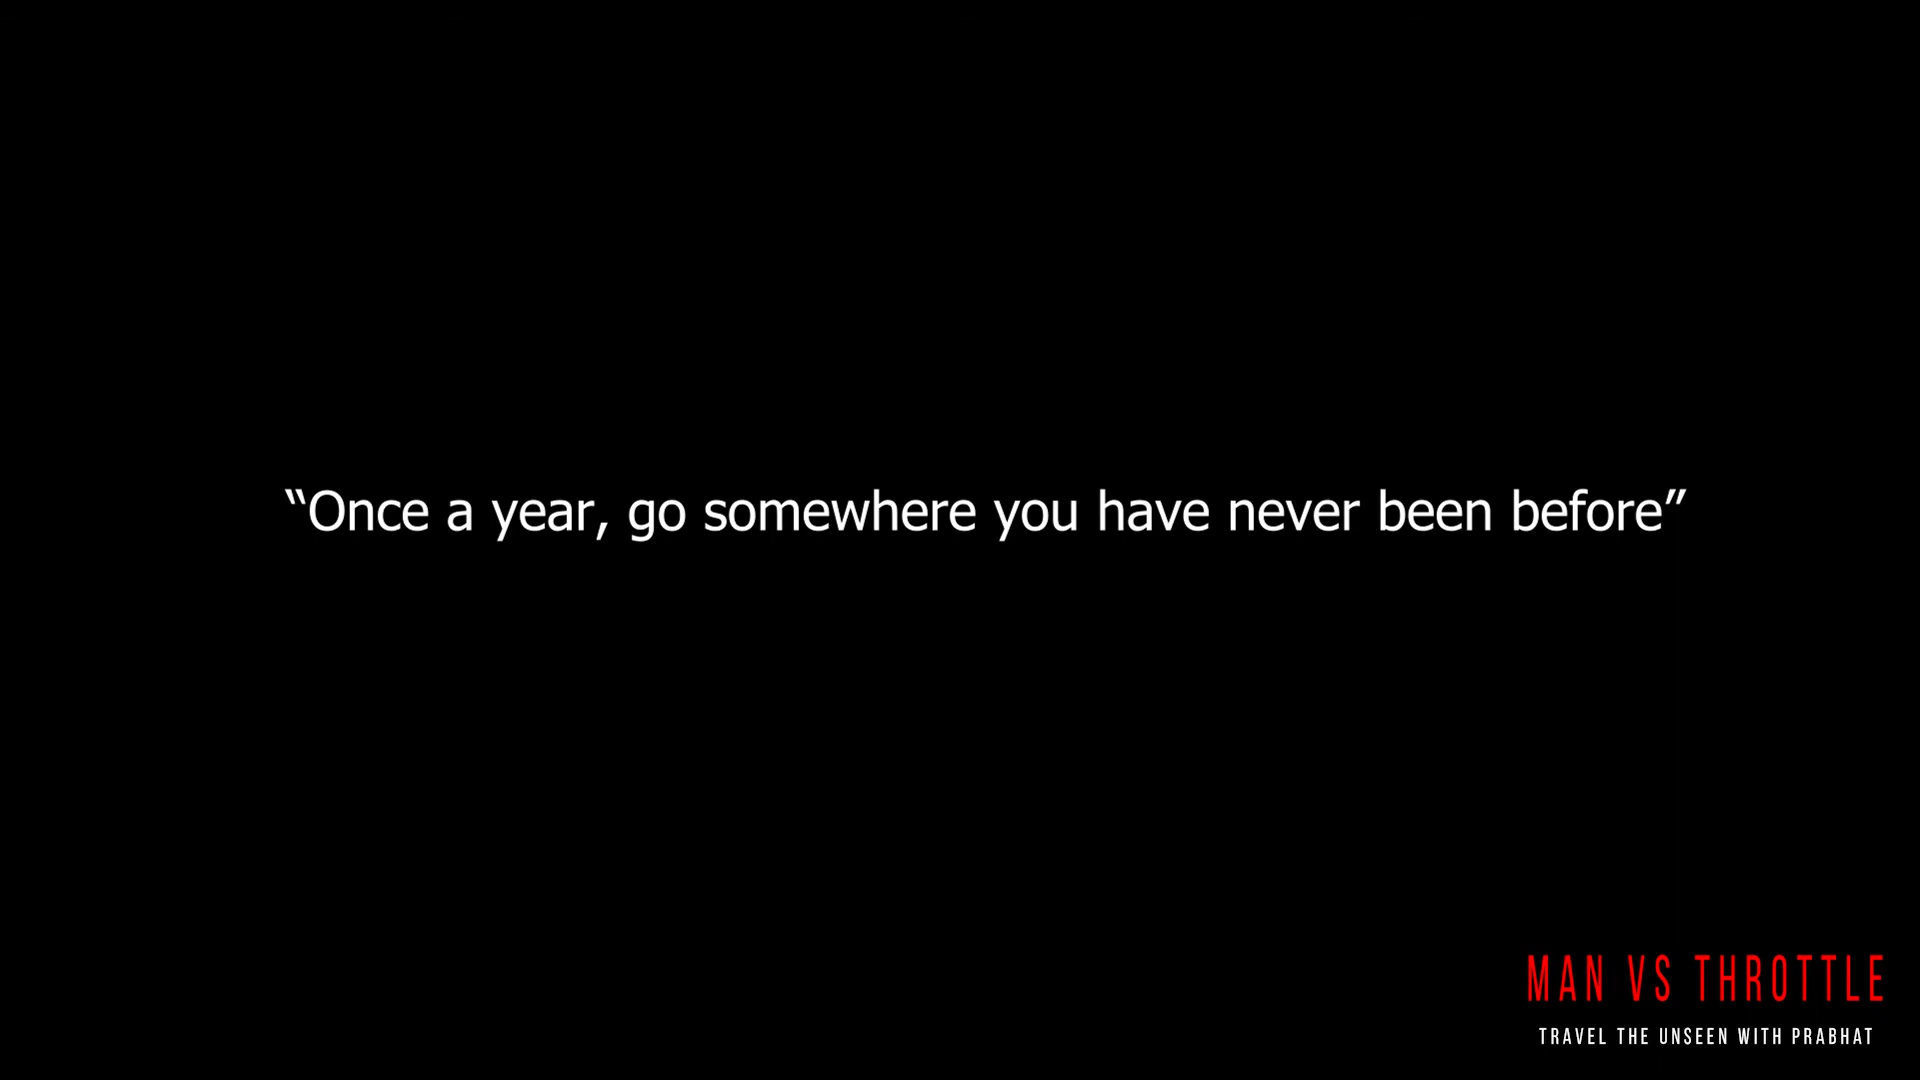 “Once a year, go somewhere you have never been before”
MAN VS THROTTLE
TRAVEL THE UNSEEN WITH PRABHAT